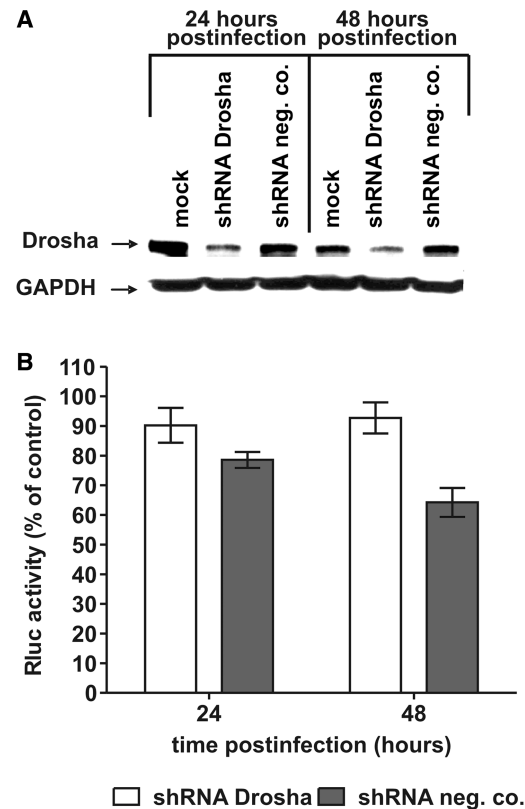 A
24 hours
postinfection
48 hours
postinfection
mock
shRNA Drosha
shRNA neg. co.
mock
shRNA Drosha
shRNA neg. co.
Drosha
GAPDH
B
Rluc activity (% of control)
110
100
90
80
70
60
50
40
30
20
10
0
24
48
time postinfection (hours)
shRNA Drosha
shRNA neg. co.